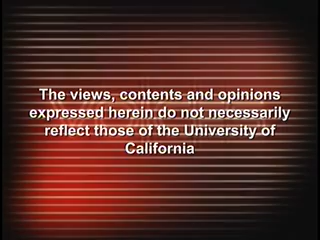 The views, contents and opinions
expressed herein do not necessarily
reflect those of the University of
California